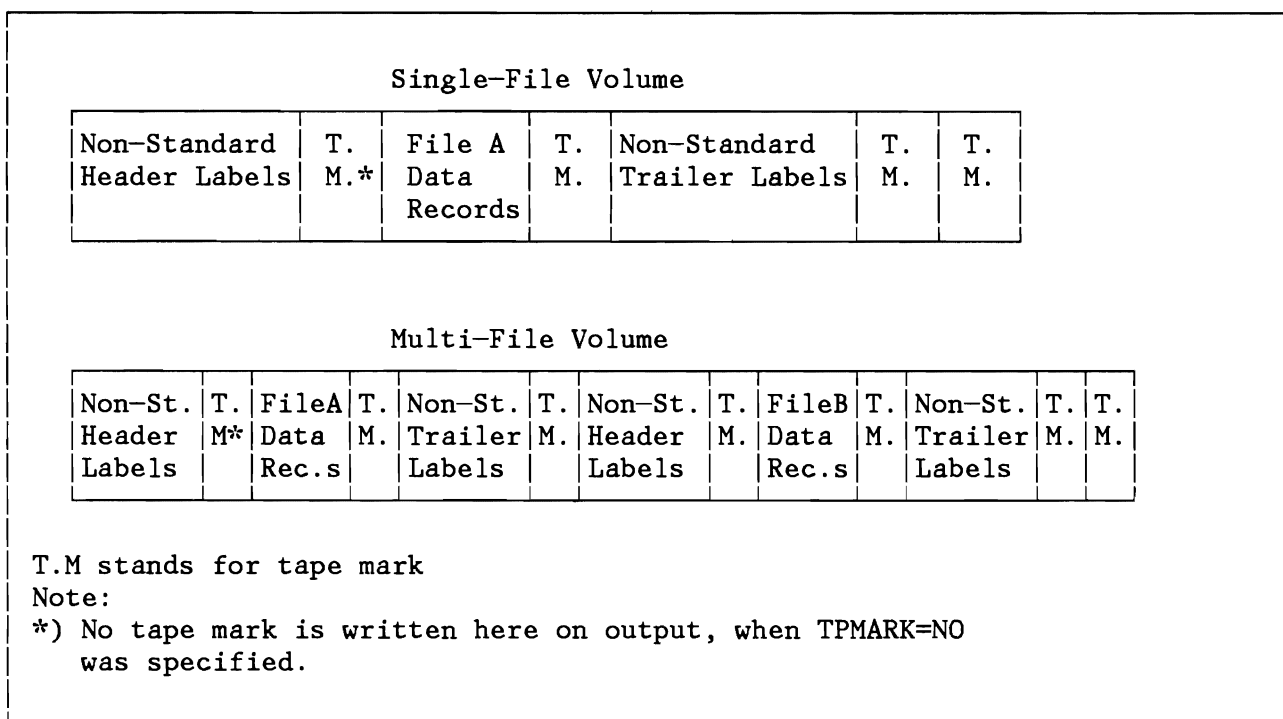 Single-File Volume
Non-Standard T. File A T. Non-Standard T. T.
Header Labels M.* Data M. Trailer Labels M. M.
Records
Multi-File Volume
Non-St. T. FileA T. Non-St. T. Non-St. T. FileB T. Non-St. T. T.
Header M* Data M. Trailer M. Header M. Data M. Trailer M. M.
Labels Rec.s Labels Labels Rec.s Labels
T.M stands for tape mark
Note:
*) No tape mark is written here on output, when TPMARK=NO
was specified.